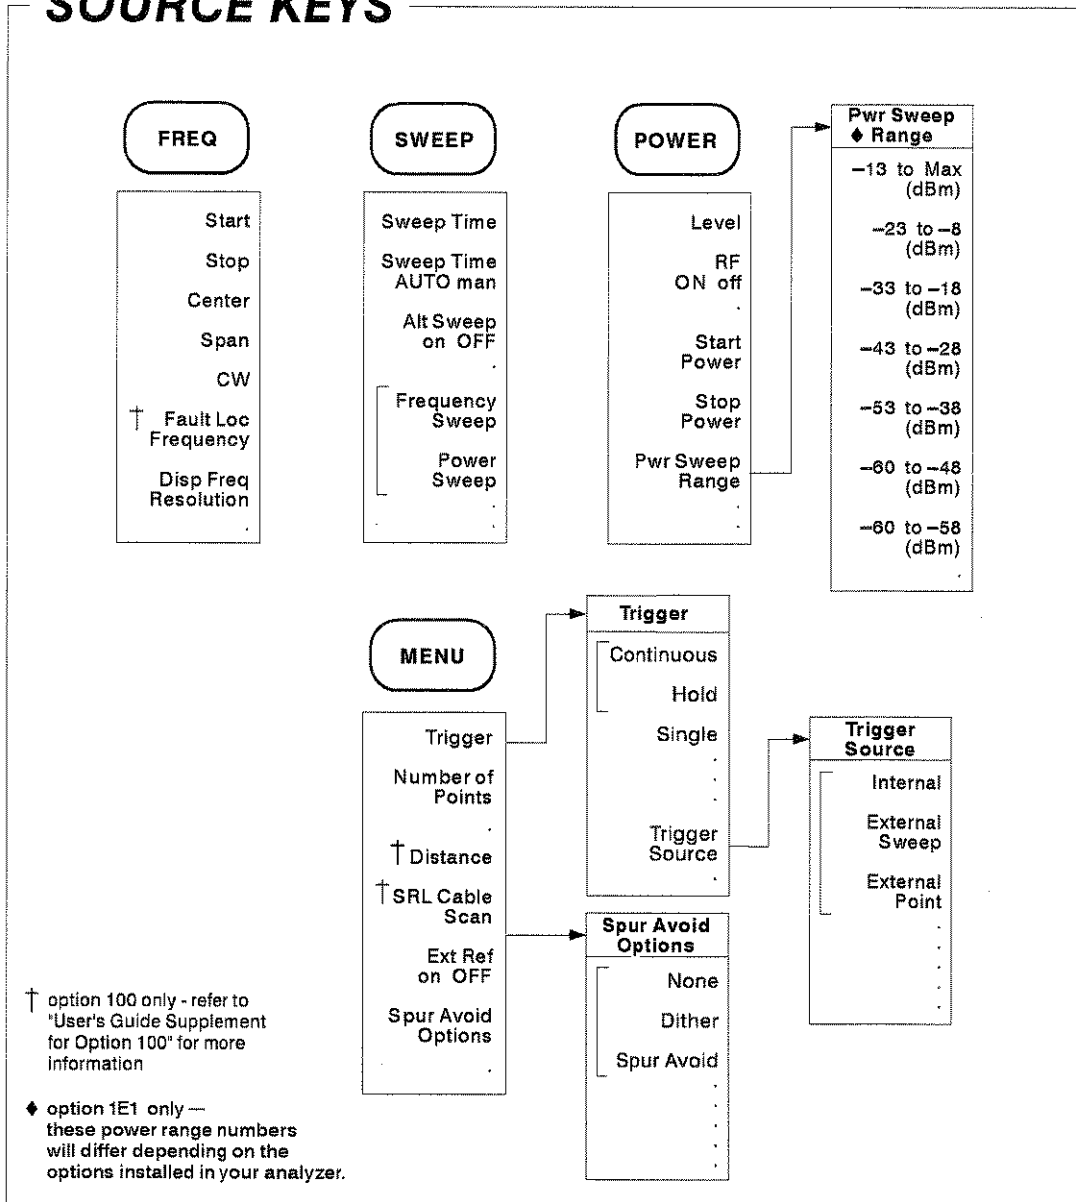 SOURCE KEYS
FREQ
Start
Stop
Center
Span
CW
† Fault Loc
Frequency
Disp Freq
Resolution
SWEEP
Sweep Time
Sweep Time
AUTO man
Alt Sweep
on OFF
Frequency
Sweep
Power
Sweep
POWER
Level
RF
ON off
Start
Power
Stop
Power
Pwr Sweep
Range
Pwr Sweep
♦ Range
–13 to Max
(dBm)
–23 to –8
(dBm)
–33 to –18
(dBm)
–43 to –28
(dBm)
–53 to –38
(dBm)
–60 to –48
(dBm)
–60 to –58
(dBm)
MENU
Trigger
Number of
Points
† Distance
† SRL Cable
Scan
Ext Ref
on OFF
Spur Avoid
Options
Trigger
Continuous
Hold
Single
Trigger
Source
Trigger
Source
Internal
External
Sweep
External
Point
Spur Avoid
Options
None
Dither
Spur Avoid
† option 100 only - refer to
"User's Guide Supplement
for Option 100" for more
information
♦ option 1E1 only —
these power range numbers
will differ depending on the
options installed in your analyzer.